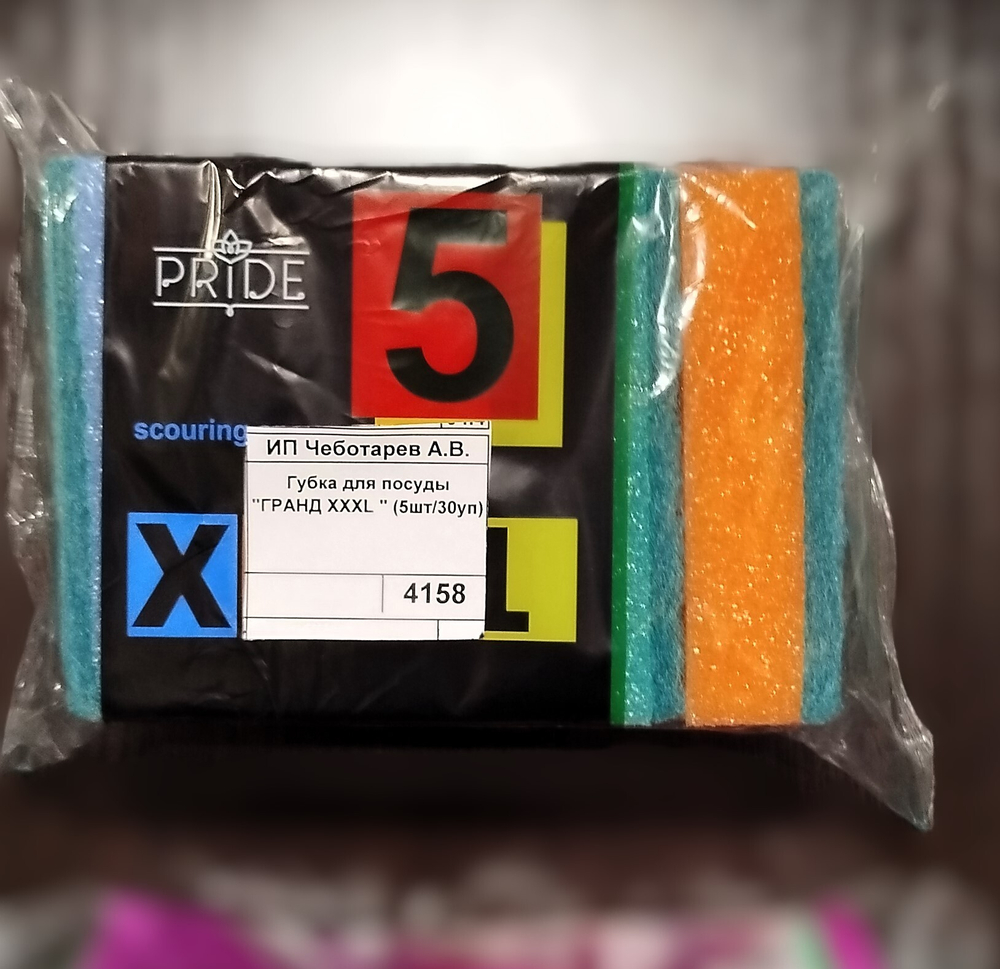 PRIDE
5
scouring
ИП Чеботарев А.В.
Губка для посуды
"ГРАНД XXXL " (5шт/30уп)
X
4158